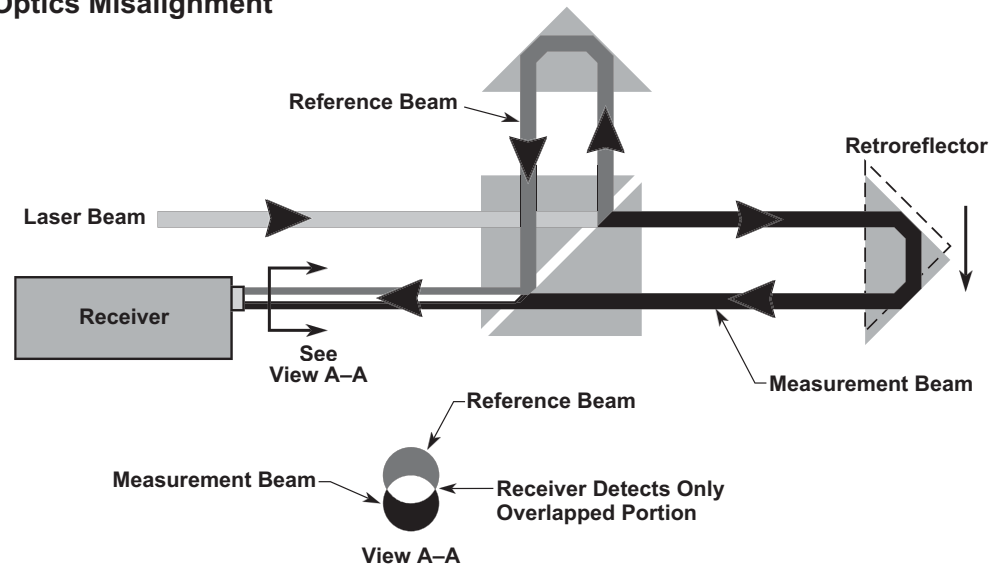 Optics Misalignment
Reference Beam
Retroreflector
Laser Beam
Receiver
See
View A–A
Measurement Beam
Reference Beam
Measurement Beam
Receiver Detects Only
Overlapped Portion
View A–A